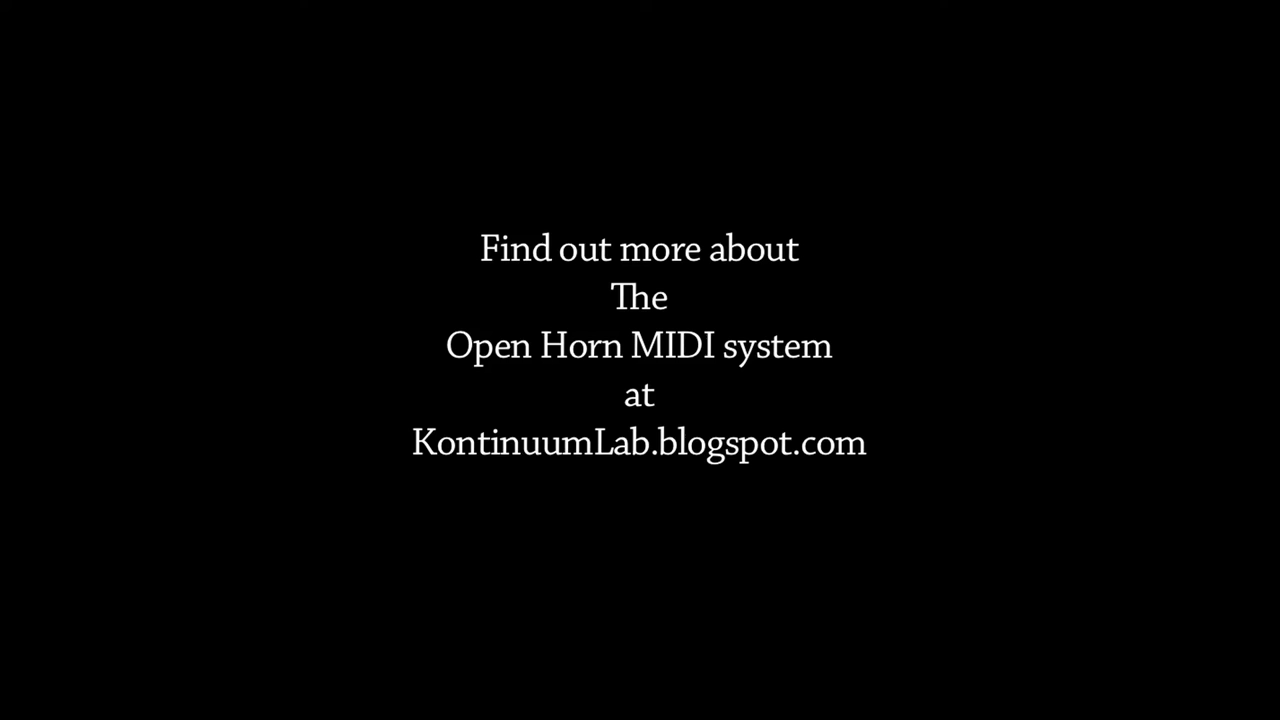 Find out more about
The
Open Horn MIDI system
at
KontinuumLab.blogspot.com